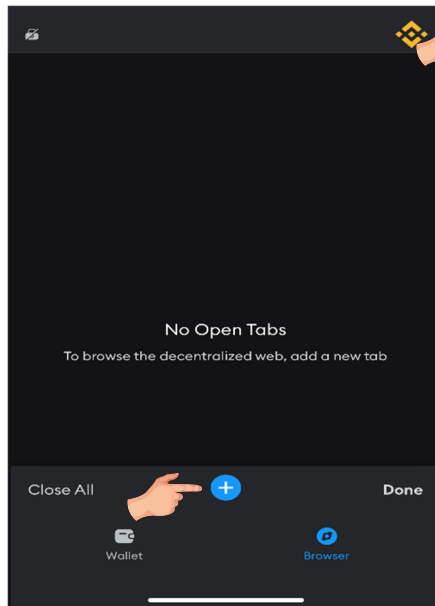 No Open Tabs
To browse the decentralized web, add a new tab
Close All
Done
Wallet
Browser